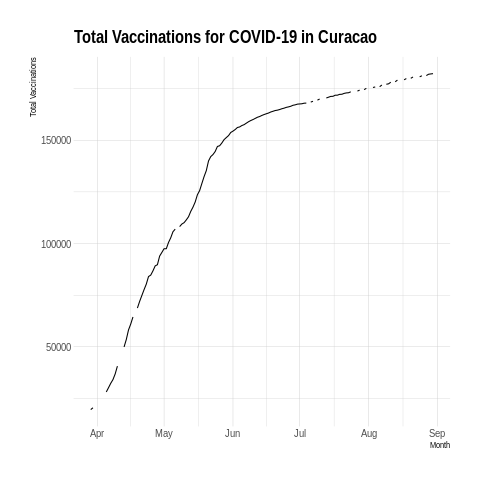 Total Vaccinations for COVID-19 in Curacao
Total Vaccinations
150000
100000
50000
Apr May Jun Jul Aug Sep
Month